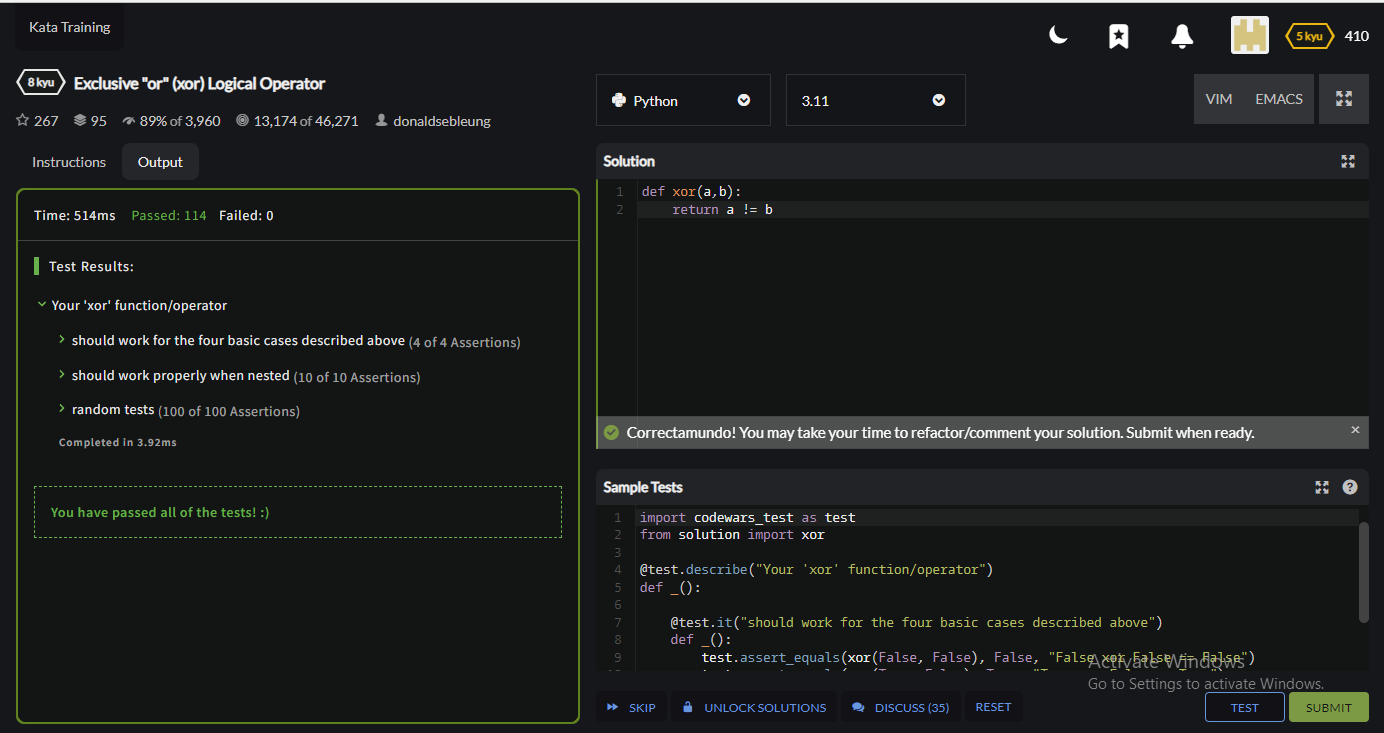 Kata Training
5 kyu 410
8 kyu Exclusive "or" (xor) Logical Operator
267 95 89% of 3,960 13,174 of 46,271 donaldsebleung
Python 3.11 VIM EMACS
Instructions Output
Time: 514ms Passed: 114 Failed: 0
Test Results:
Your 'xor' function/operator
should work for the four basic cases described above (4 of 4 Assertions)
should work properly when nested (10 of 10 Assertions)
random tests (100 of 100 Assertions)
Completed in 3.92ms
You have passed all of the tests! :)
Solution
1 def xor(a,b):
2 return a != b
Correctamundo! You may take your time to refactor/comment your solution. Submit when ready.
Sample Tests
1 import codewars_test as test
2 from solution import xor
3
4 @test.describe("Your 'xor' function/operator")
5 def _():
6
7 @test.it("should work for the four basic cases described above")
8 def _():
9 test.assert_equals(xor(False, False), False, "False xor False == False")
Activate Windows
Go to Settings to activate Windows.
SKIP UNLOCK SOLUTIONS DISCUSS (35) RESET TEST SUBMIT